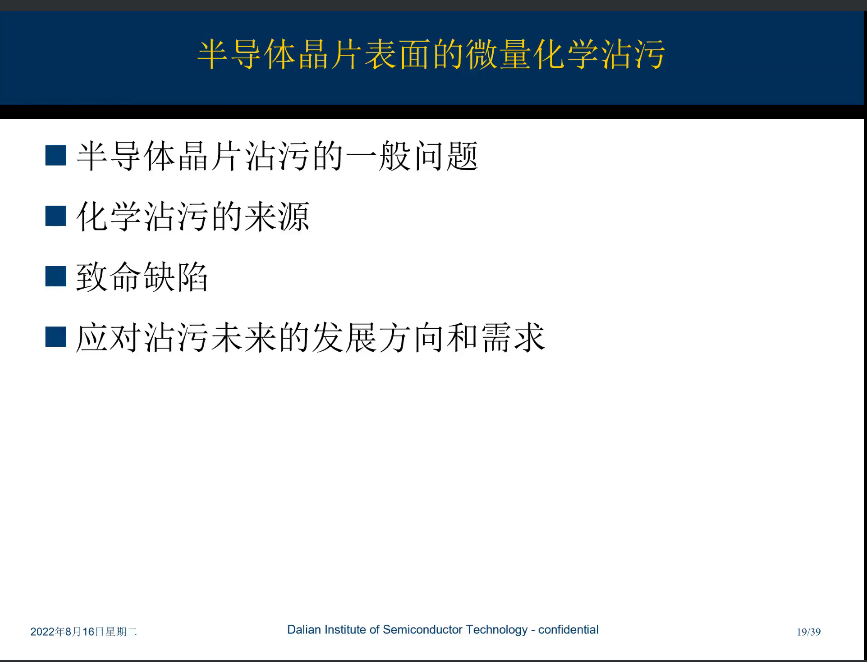 半导体晶片表面的微量化学沾污
半导体晶片沾污的一般问题
化学沾污的来源
致命缺陷
应对沾污未来的发展方向和需求
2022年8月16日星期二
Dalian Institute of Semiconductor Technology - confidential
19/39